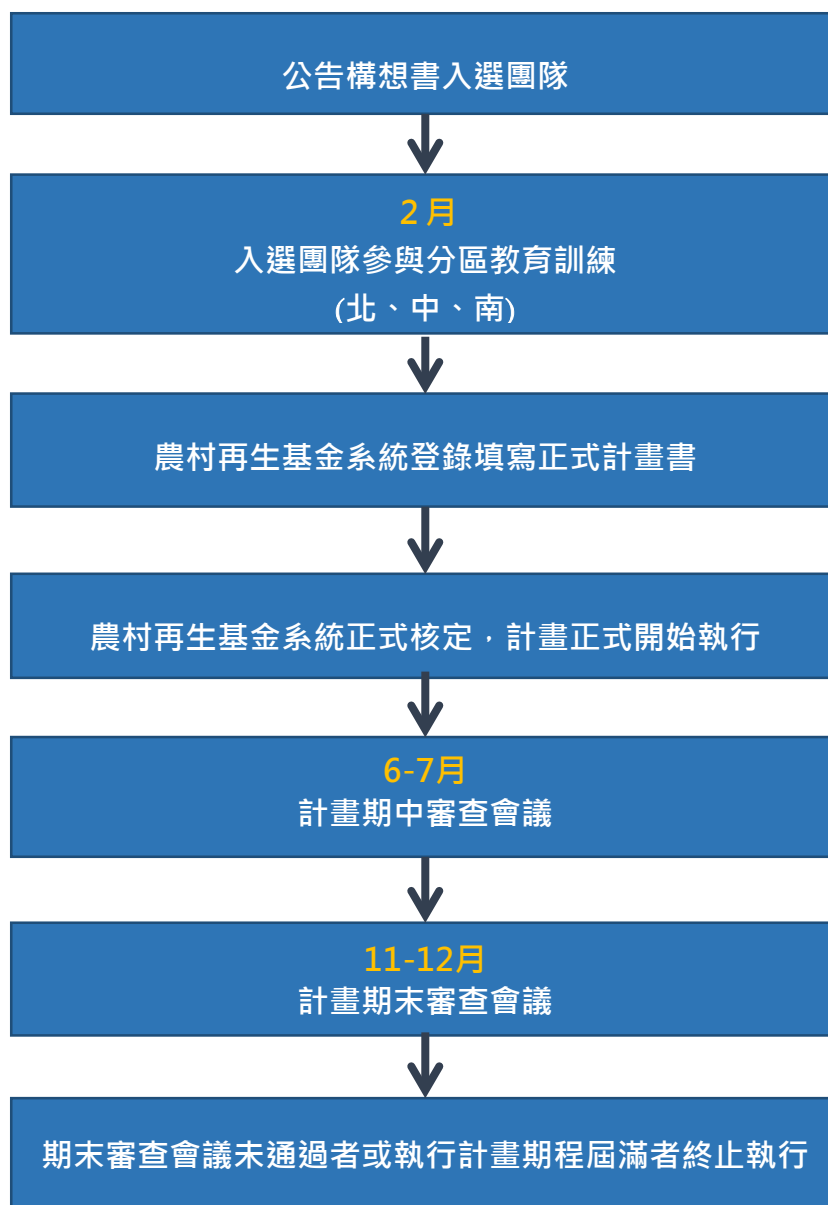 公告構想書入選團隊
2 月
入選團隊參與分區教育訓練
(北、中、南)
農村再生基金系統登錄填寫正式計畫書
農村再生基金系統正式核定，計畫正式開始執行
6-7月
計畫期中審查會議
11-12月
計畫期末審查會議
期末審查會議未通過者或執行計畫期程屆滿者終止執行